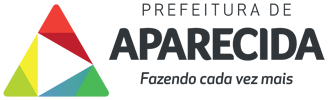 PREFEITURA DE
APARECIDA
Fazendo cada vez mais